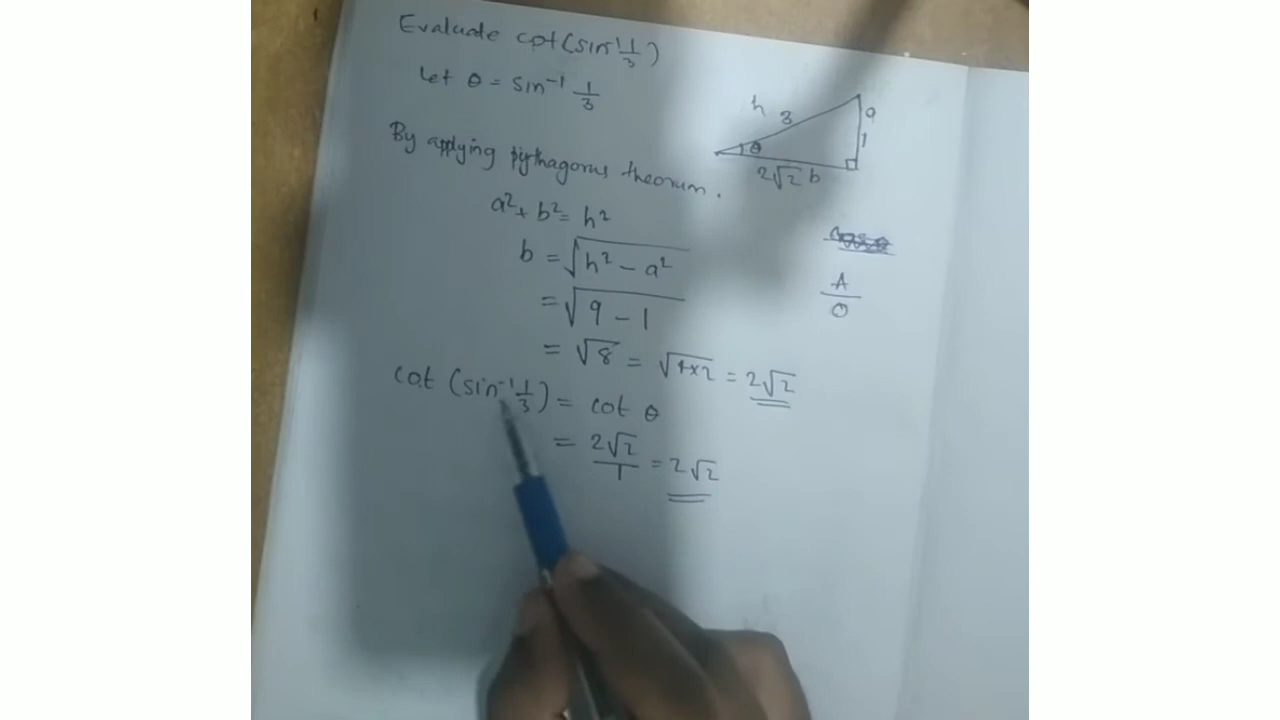 Evaluate cot(sin⁻¹ 1/3)
Let θ = sin⁻¹ 1/3
h 3 a 1 θ 2√2 b
By applying pythagorus theorum.
a² + b² = h²
b = √(h² - a²)
= √(9 - 1)
A/O
= √8 = √(4×2) = 2√2
cot (sin⁻¹ 1/3) = cot θ
= 2√2/1 = 2√2